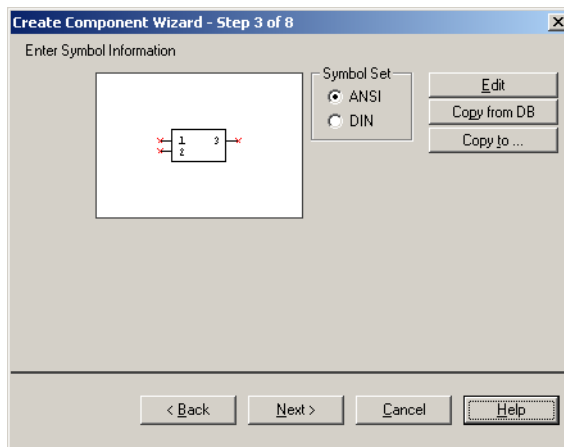 Create Component Wizard - Step 3 of 8
Enter Symbol Information
Symbol Set
ANSI
DIN
Edit
Copy from DB
Copy to ...
1 3
2
< Back Next > Cancel Help